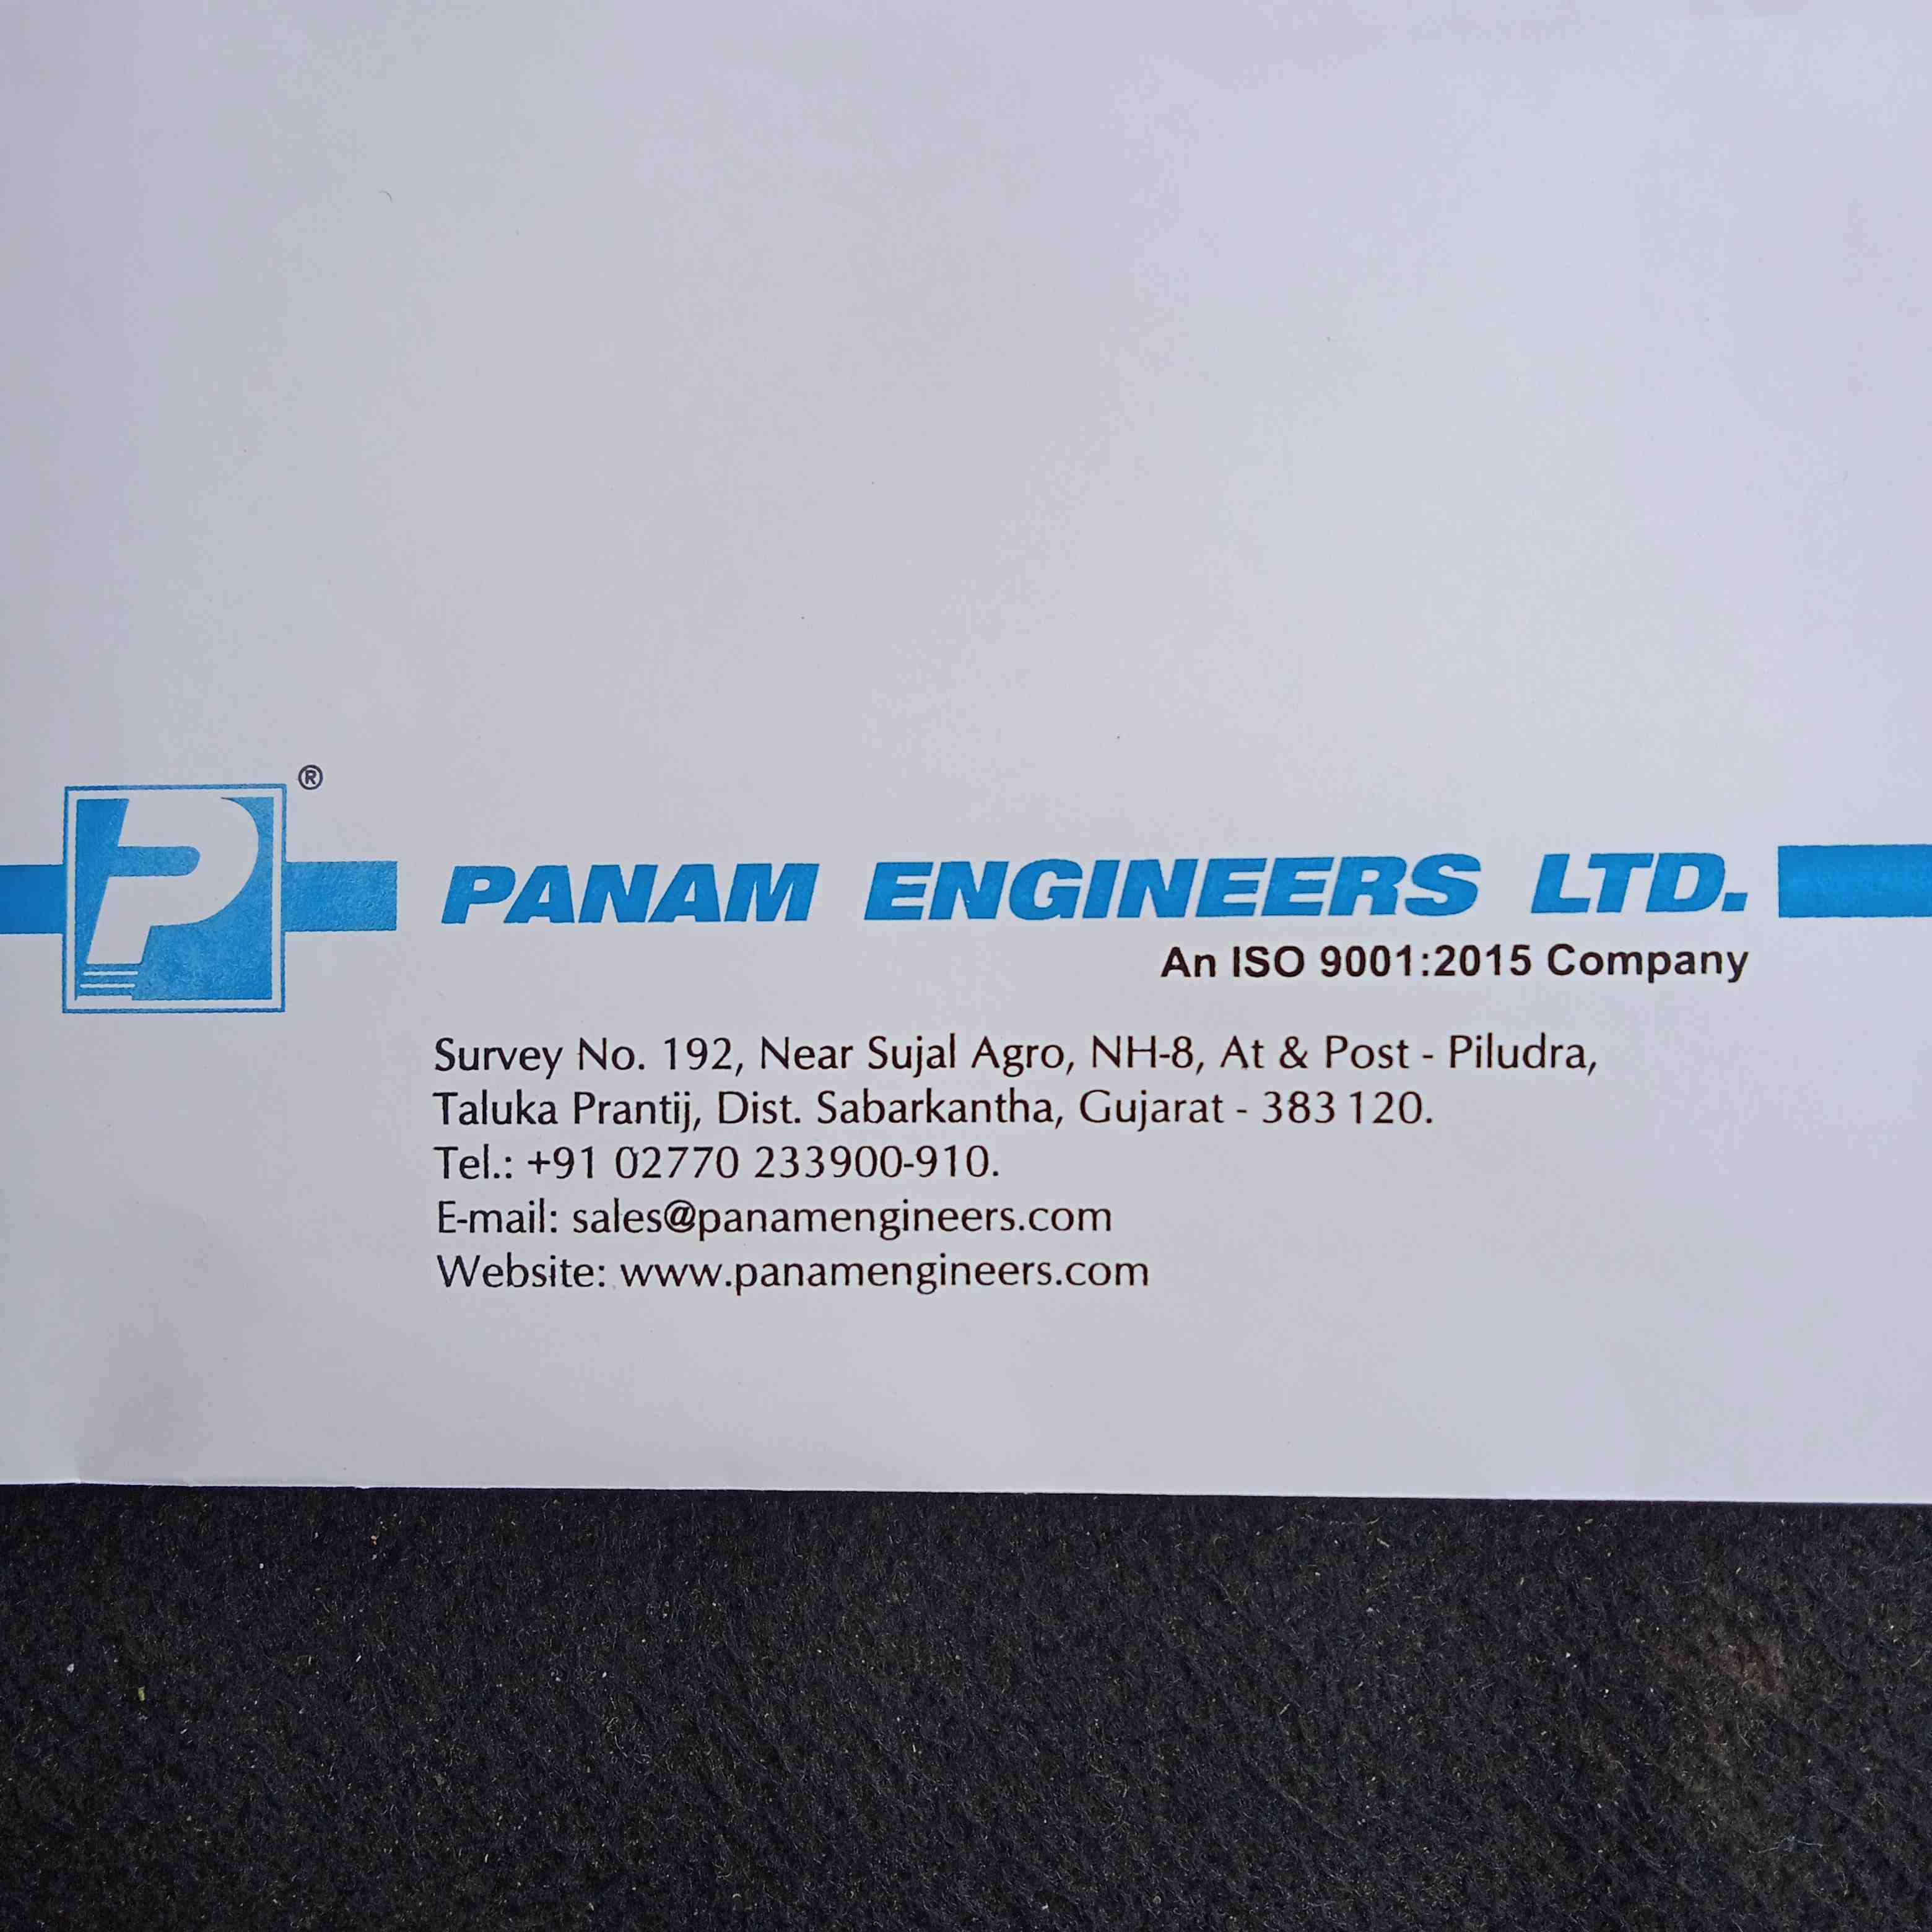 P ®
PANAM ENGINEERS LTD.
An ISO 9001:2015 Company
Survey No. 192, Near Sujal Agro, NH-8, At & Post - Piludra,
Taluka Prantij, Dist. Sabarkantha, Gujarat - 383 120.
Tel.: +91 02770 233900-910.
E-mail: sales@panamengineers.com
Website: www.panamengineers.com